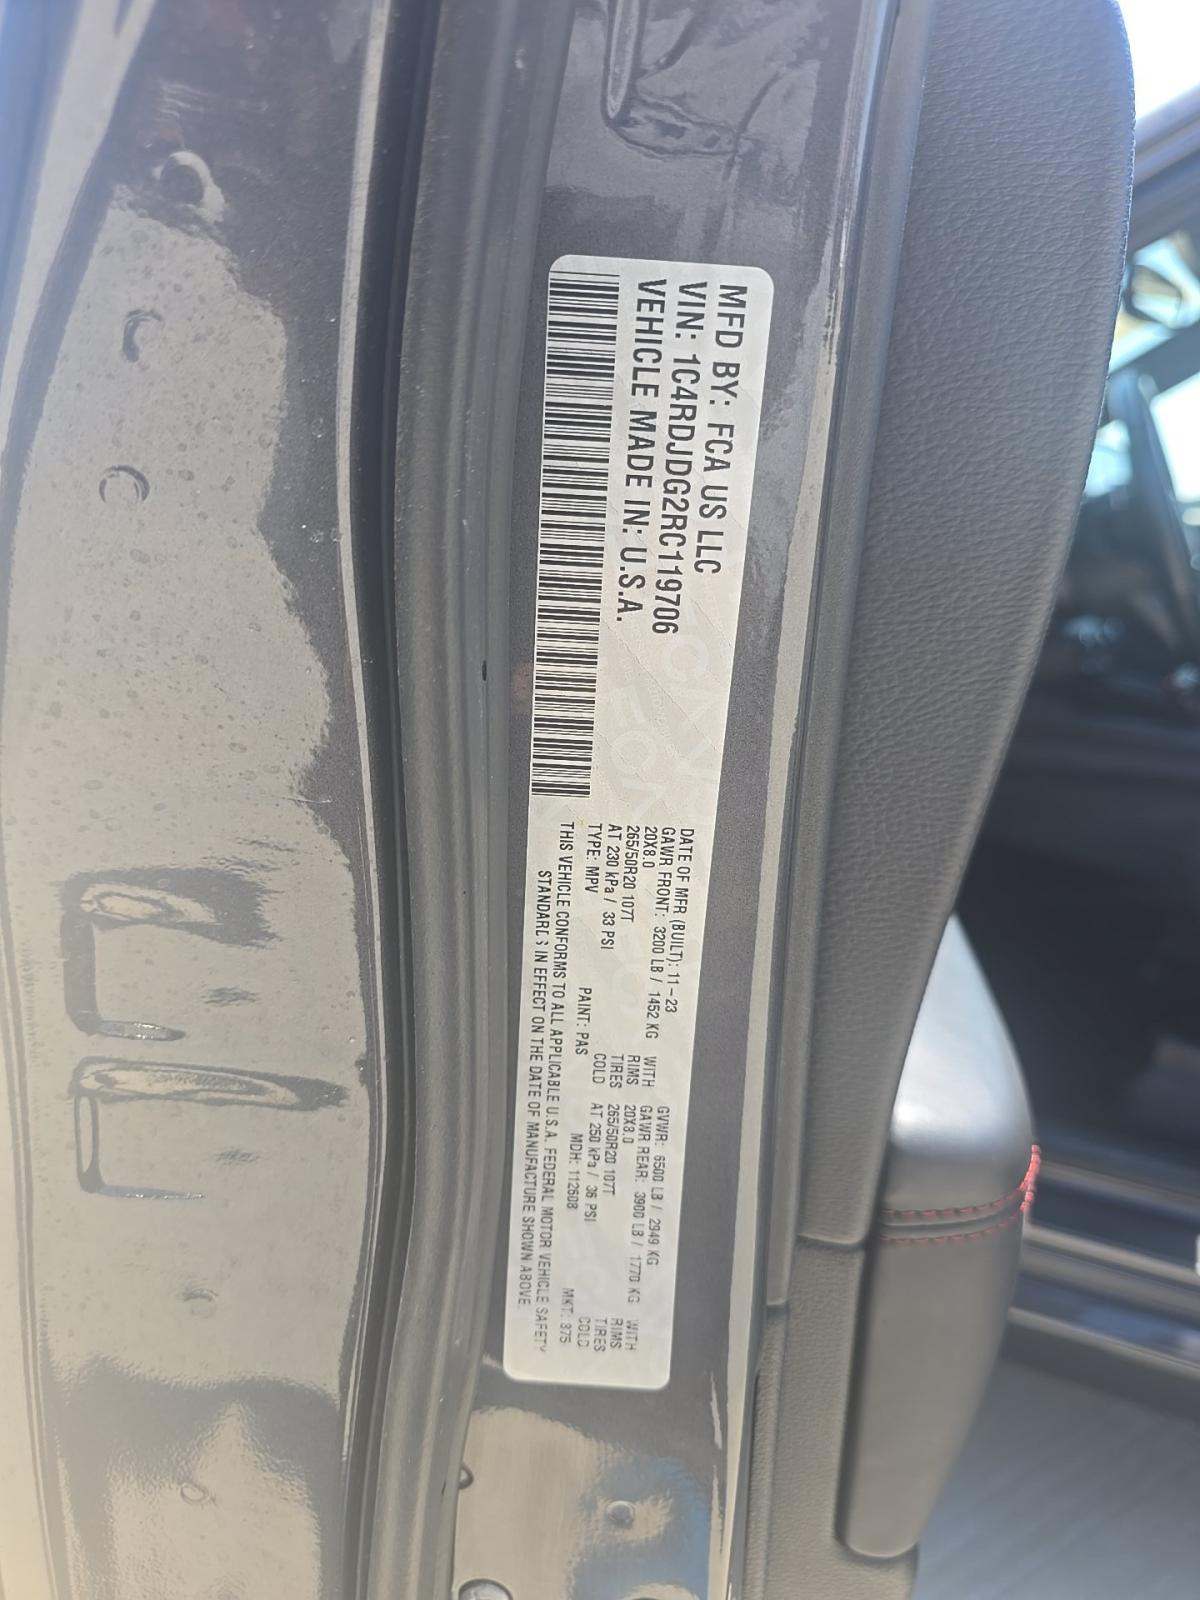 MFD BY: FCA US LLC
VIN: 1C4RDJDG2RC119706
VEHICLE MADE IN: U.S.A.
DATE OF MFR (BUILT): 11-23
GVWR: 6500 LB / 2949 KG
GAWR FRONT: 3200 LB / 1452 KG WITH
GAWR REAR: 3900 LB / 1770 KG WITH
20X8.0 RIMS 20X8.0 RIMS
265/50R20 107T TIRES 265/50R20 107T TIRES
AT 230 kPa / 33 PSI COLD AT 250 kPa / 36 PSI COLD
TYPE: MPV PAINT: PAS MDH: 112608 MKT: 375
THIS VEHICLE CONFORMS TO ALL APPLICABLE U.S.A. FEDERAL MOTOR VEHICLE SAFETY
STANDARDS IN EFFECT ON THE DATE OF MANUFACTURE SHOWN ABOVE.